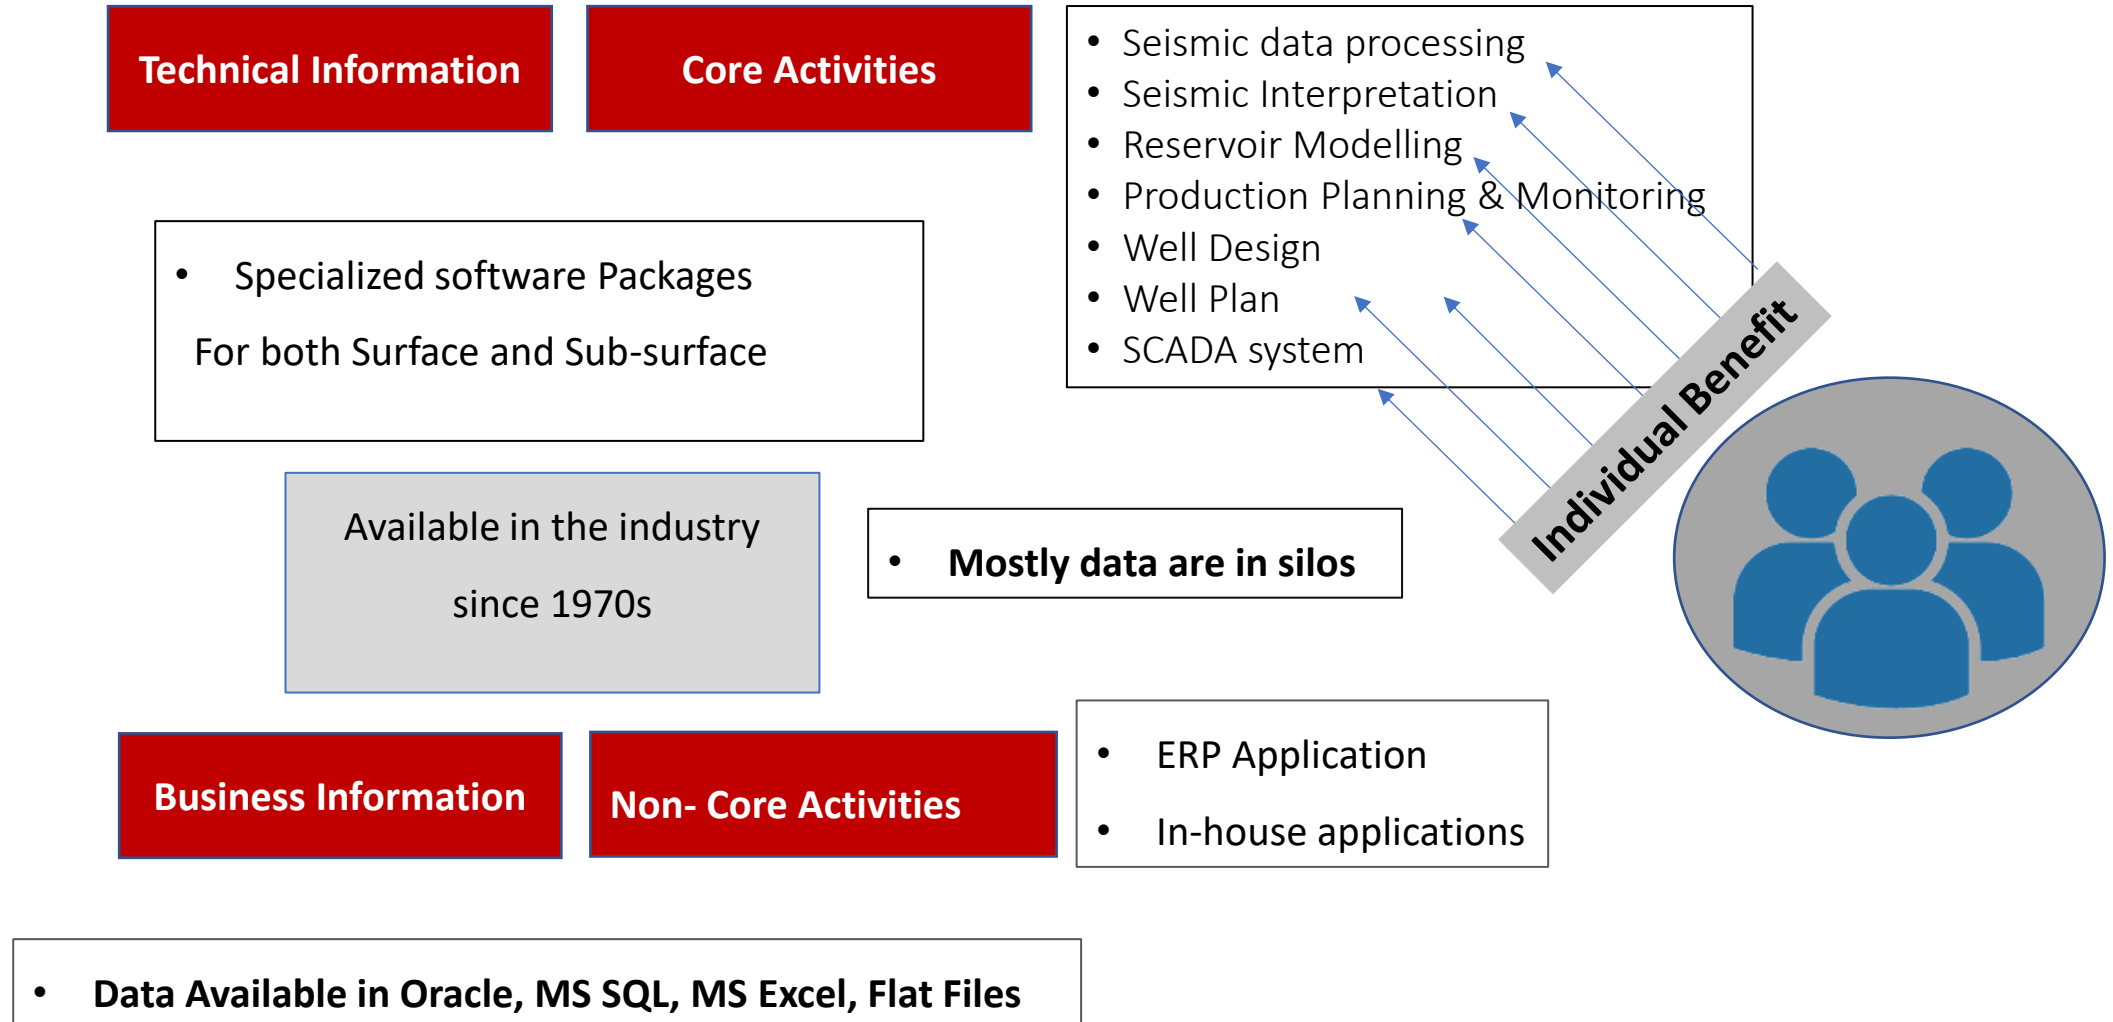 Technical Information
Core Activities
• Seismic data processing
• Seismic Interpretation
• Reservoir Modelling
• Production Planning & Monitoring
• Well Design
• Well Plan
• SCADA system
• Specialized software Packages
For both Surface and Sub-surface
Individual Benefit
Available in the industry
since 1970s
• Mostly data are in silos
Business Information
Non- Core Activities
• ERP Application
• In-house applications
• Data Available in Oracle, MS SQL, MS Excel, Flat Files